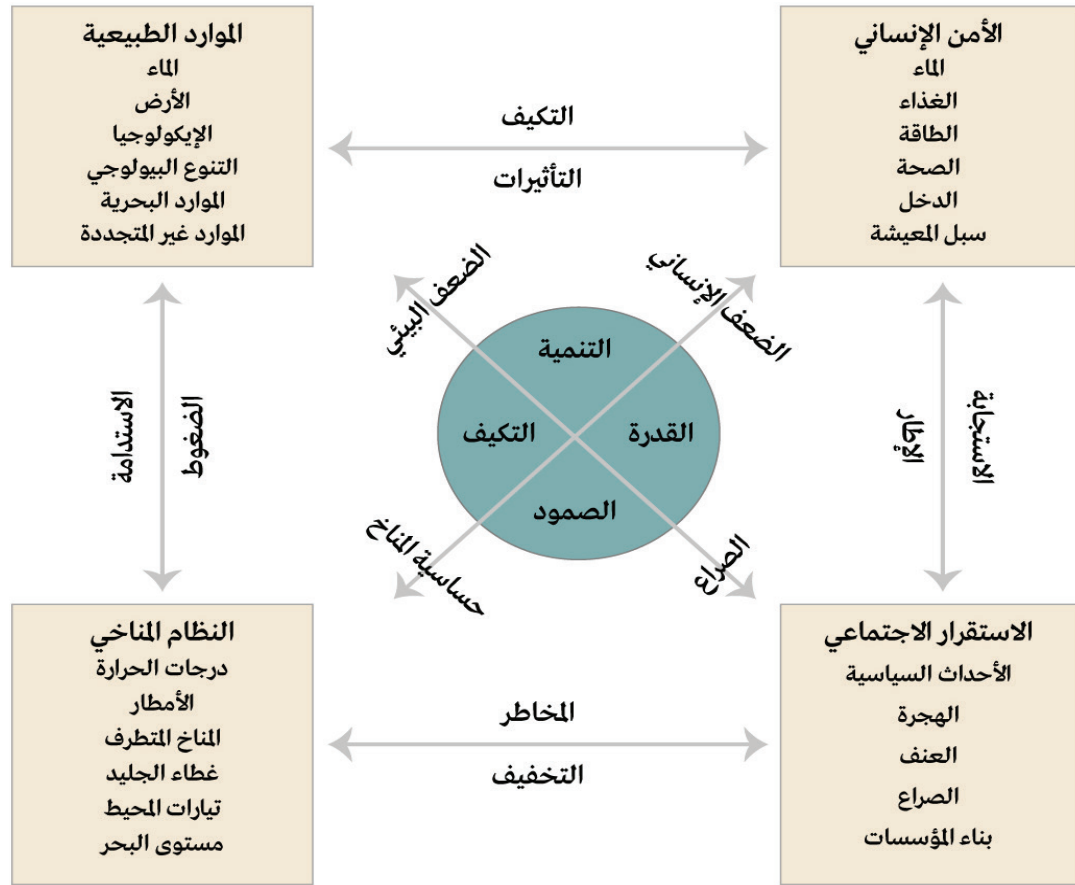 الأمن الإنساني
الماء
الغذاء
الطاقة
الصحة
الدخل
سبل المعيشة
التكيف
التأثيرات
الموارد الطبيعية
الماء
الأرض
الإيكولوجيا
التنوع البيولوجي
الموارد البحرية
الموارد غير المتجددة
الضعف الإنساني
الضعف البيئي
الاستجابة
الإطار
التنمية
القدرة
التكيف
الصمود
الضغوط
الاستدامة
الصراع
حساسية المناخ
الاستقرار الاجتماعي
الأحداث السياسية
الهجرة
العنف
الصراع
بناء المؤسسات
المخاطر
التخفيف
النظام المناخي
درجات الحرارة
الأمطار
المناخ المتطرف
غطاء الجليد
تيارات المحيط
مستوى البحر